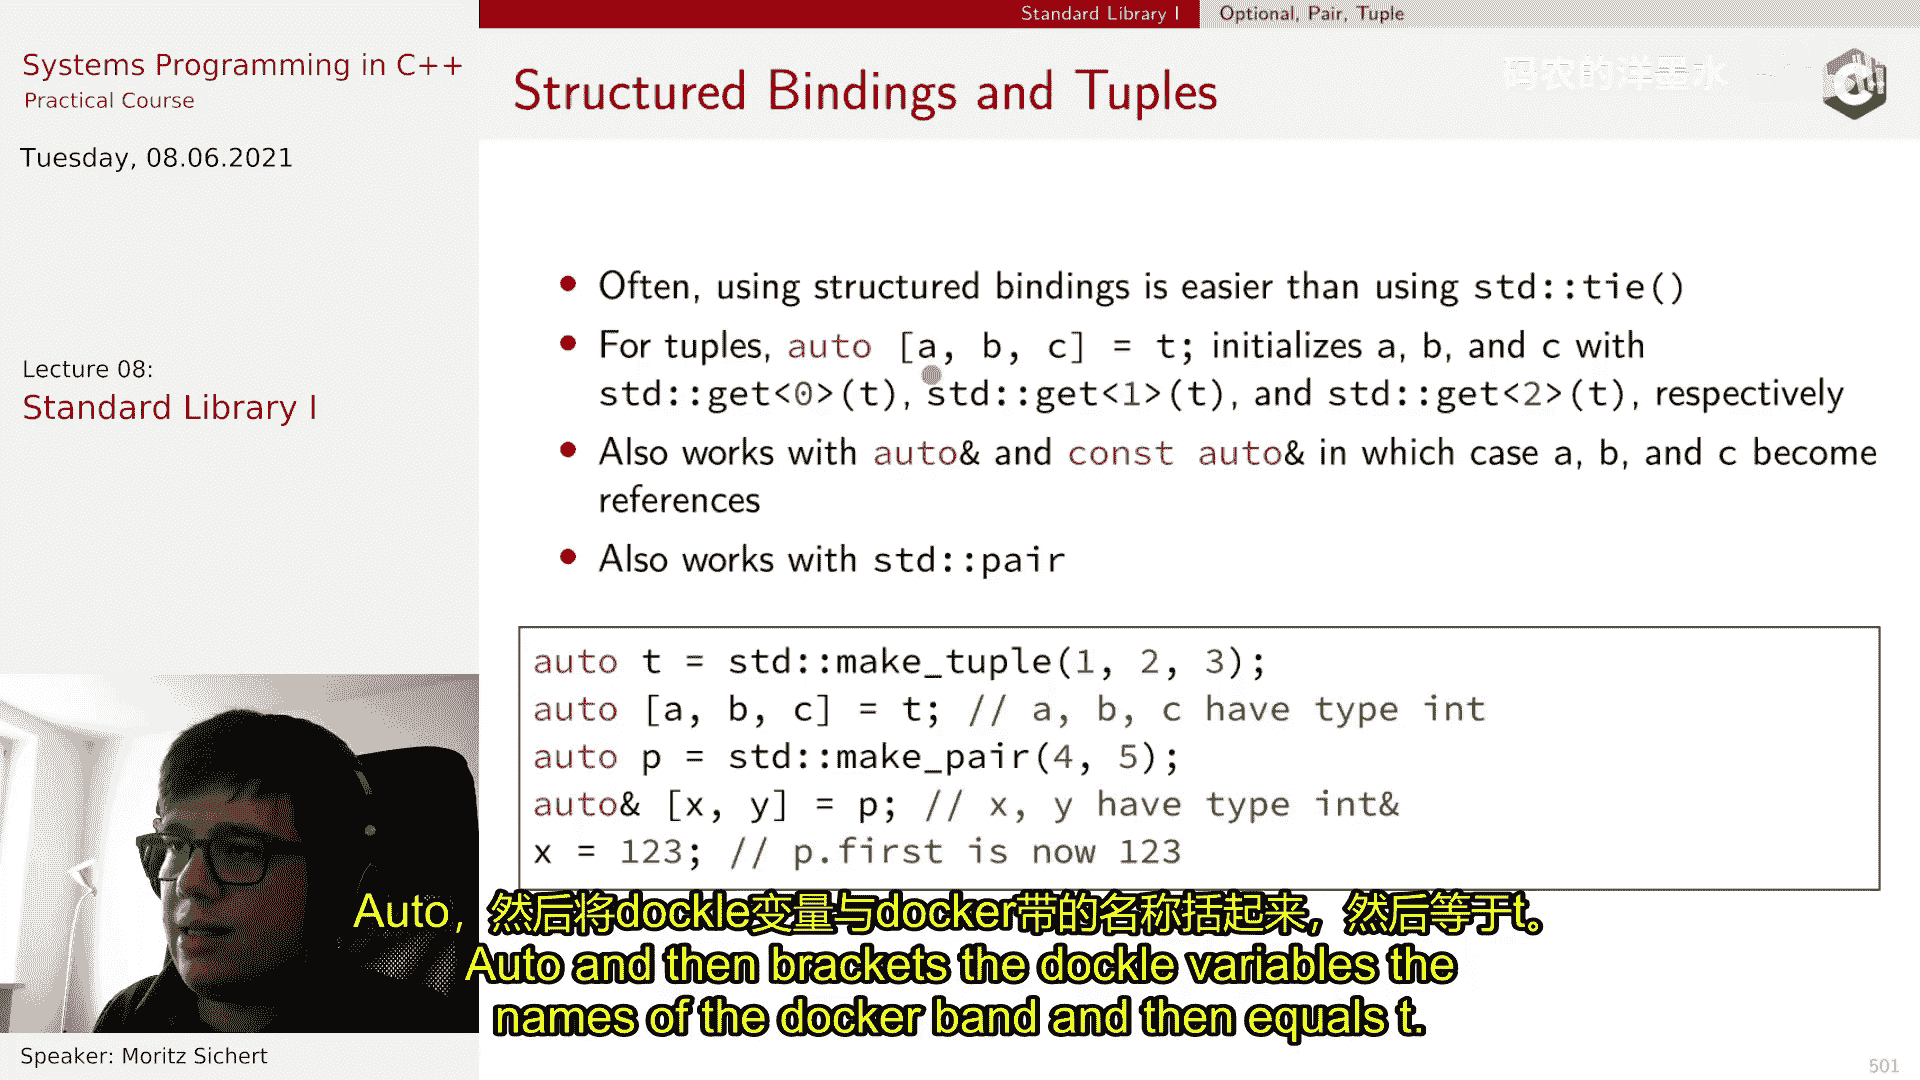 Standard Library I
Optional, Pair, Tuple
Systems Programming in C++
Practical Course
Tuesday, 08.06.2021
Lecture 08:
Standard Library I
Structured Bindings and Tuples
码农的洋墨水
• Often, using structured bindings is easier than using std::tie()
• For tuples, auto [a, b, c] = t; initializes a, b, and c with
std::get<0>(t), std::get<1>(t), and std::get<2>(t), respectively
• Also works with auto& and const auto& in which case a, b, and c become
references
• Also works with std::pair
auto t = std::make_tuple(1, 2, 3);
auto [a, b, c] = t; // a, b, c have type int
auto p = std::make_pair(4, 5);
auto& [x, y] = p; // x, y have type int&
x = 123; // p.first is now 123
Auto，然后将dockle变量与docker带的名称括起来，然后等于t。
Auto and then brackets the dockle variables the
names of the docker band and then equals t.
Speaker: Moritz Sichert
501